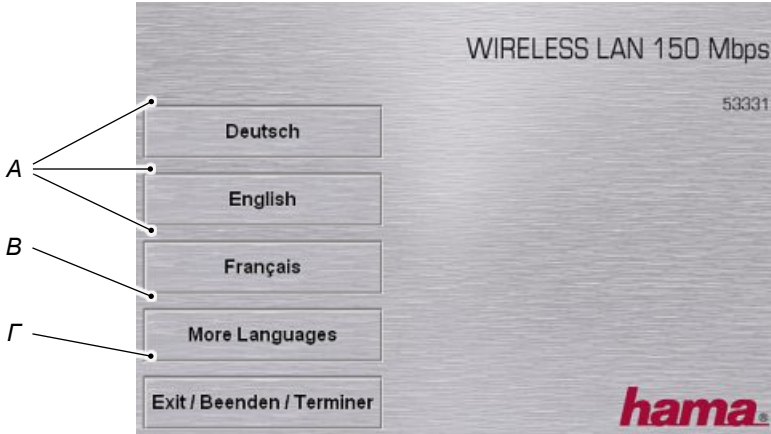 WIRELESS LAN 150 Mbps
53331
Deutsch
А
English
В
Français
Г
More Languages
Exit / Beenden / Terminer
hama®